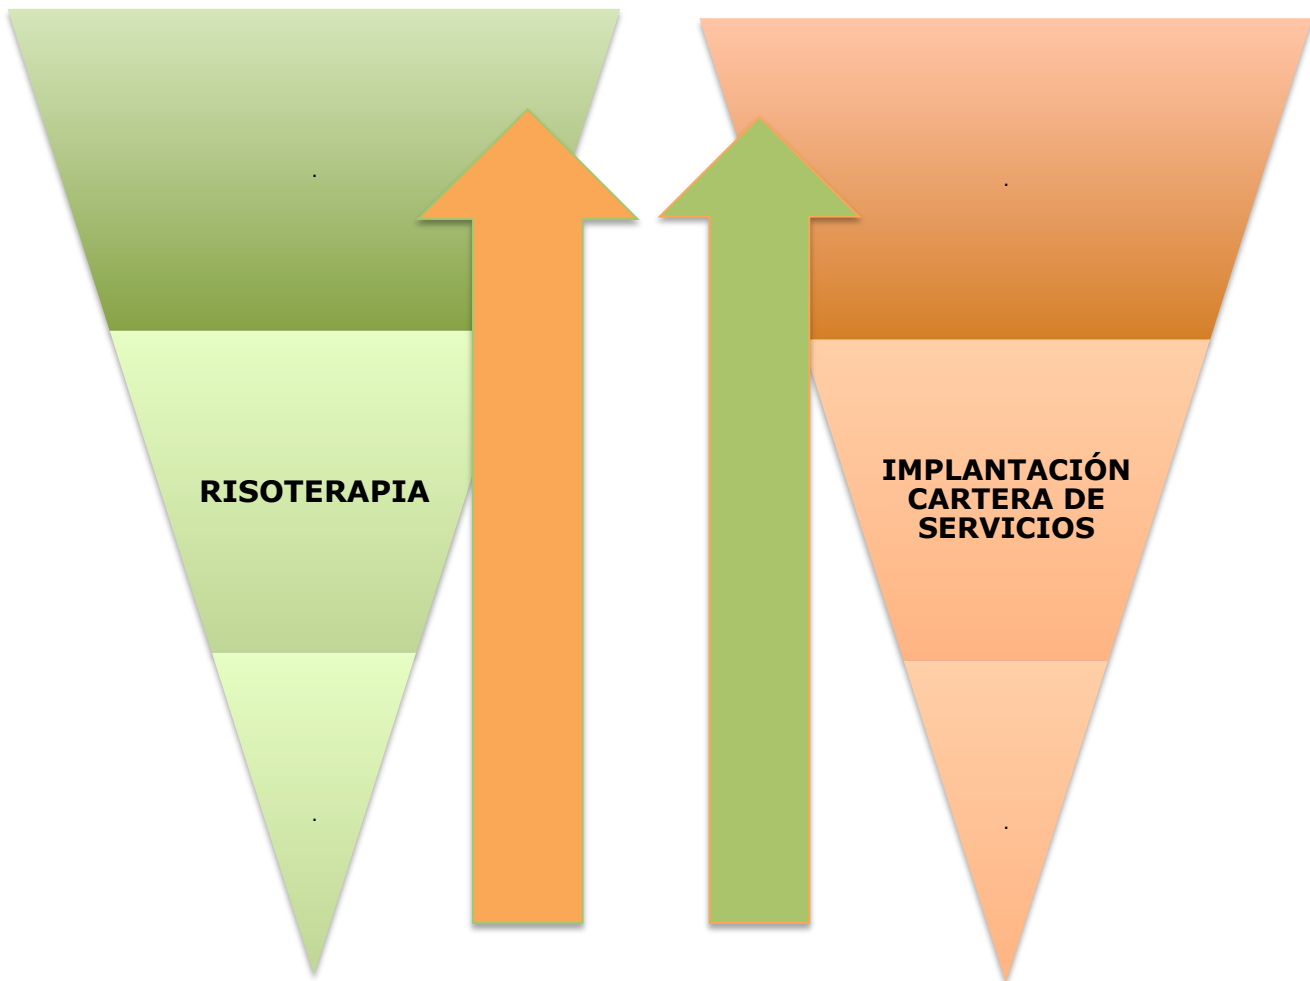 .
.
RISOTERAPIA
IMPLANTACIÓN
CARTERA DE
SERVICIOS
.
.